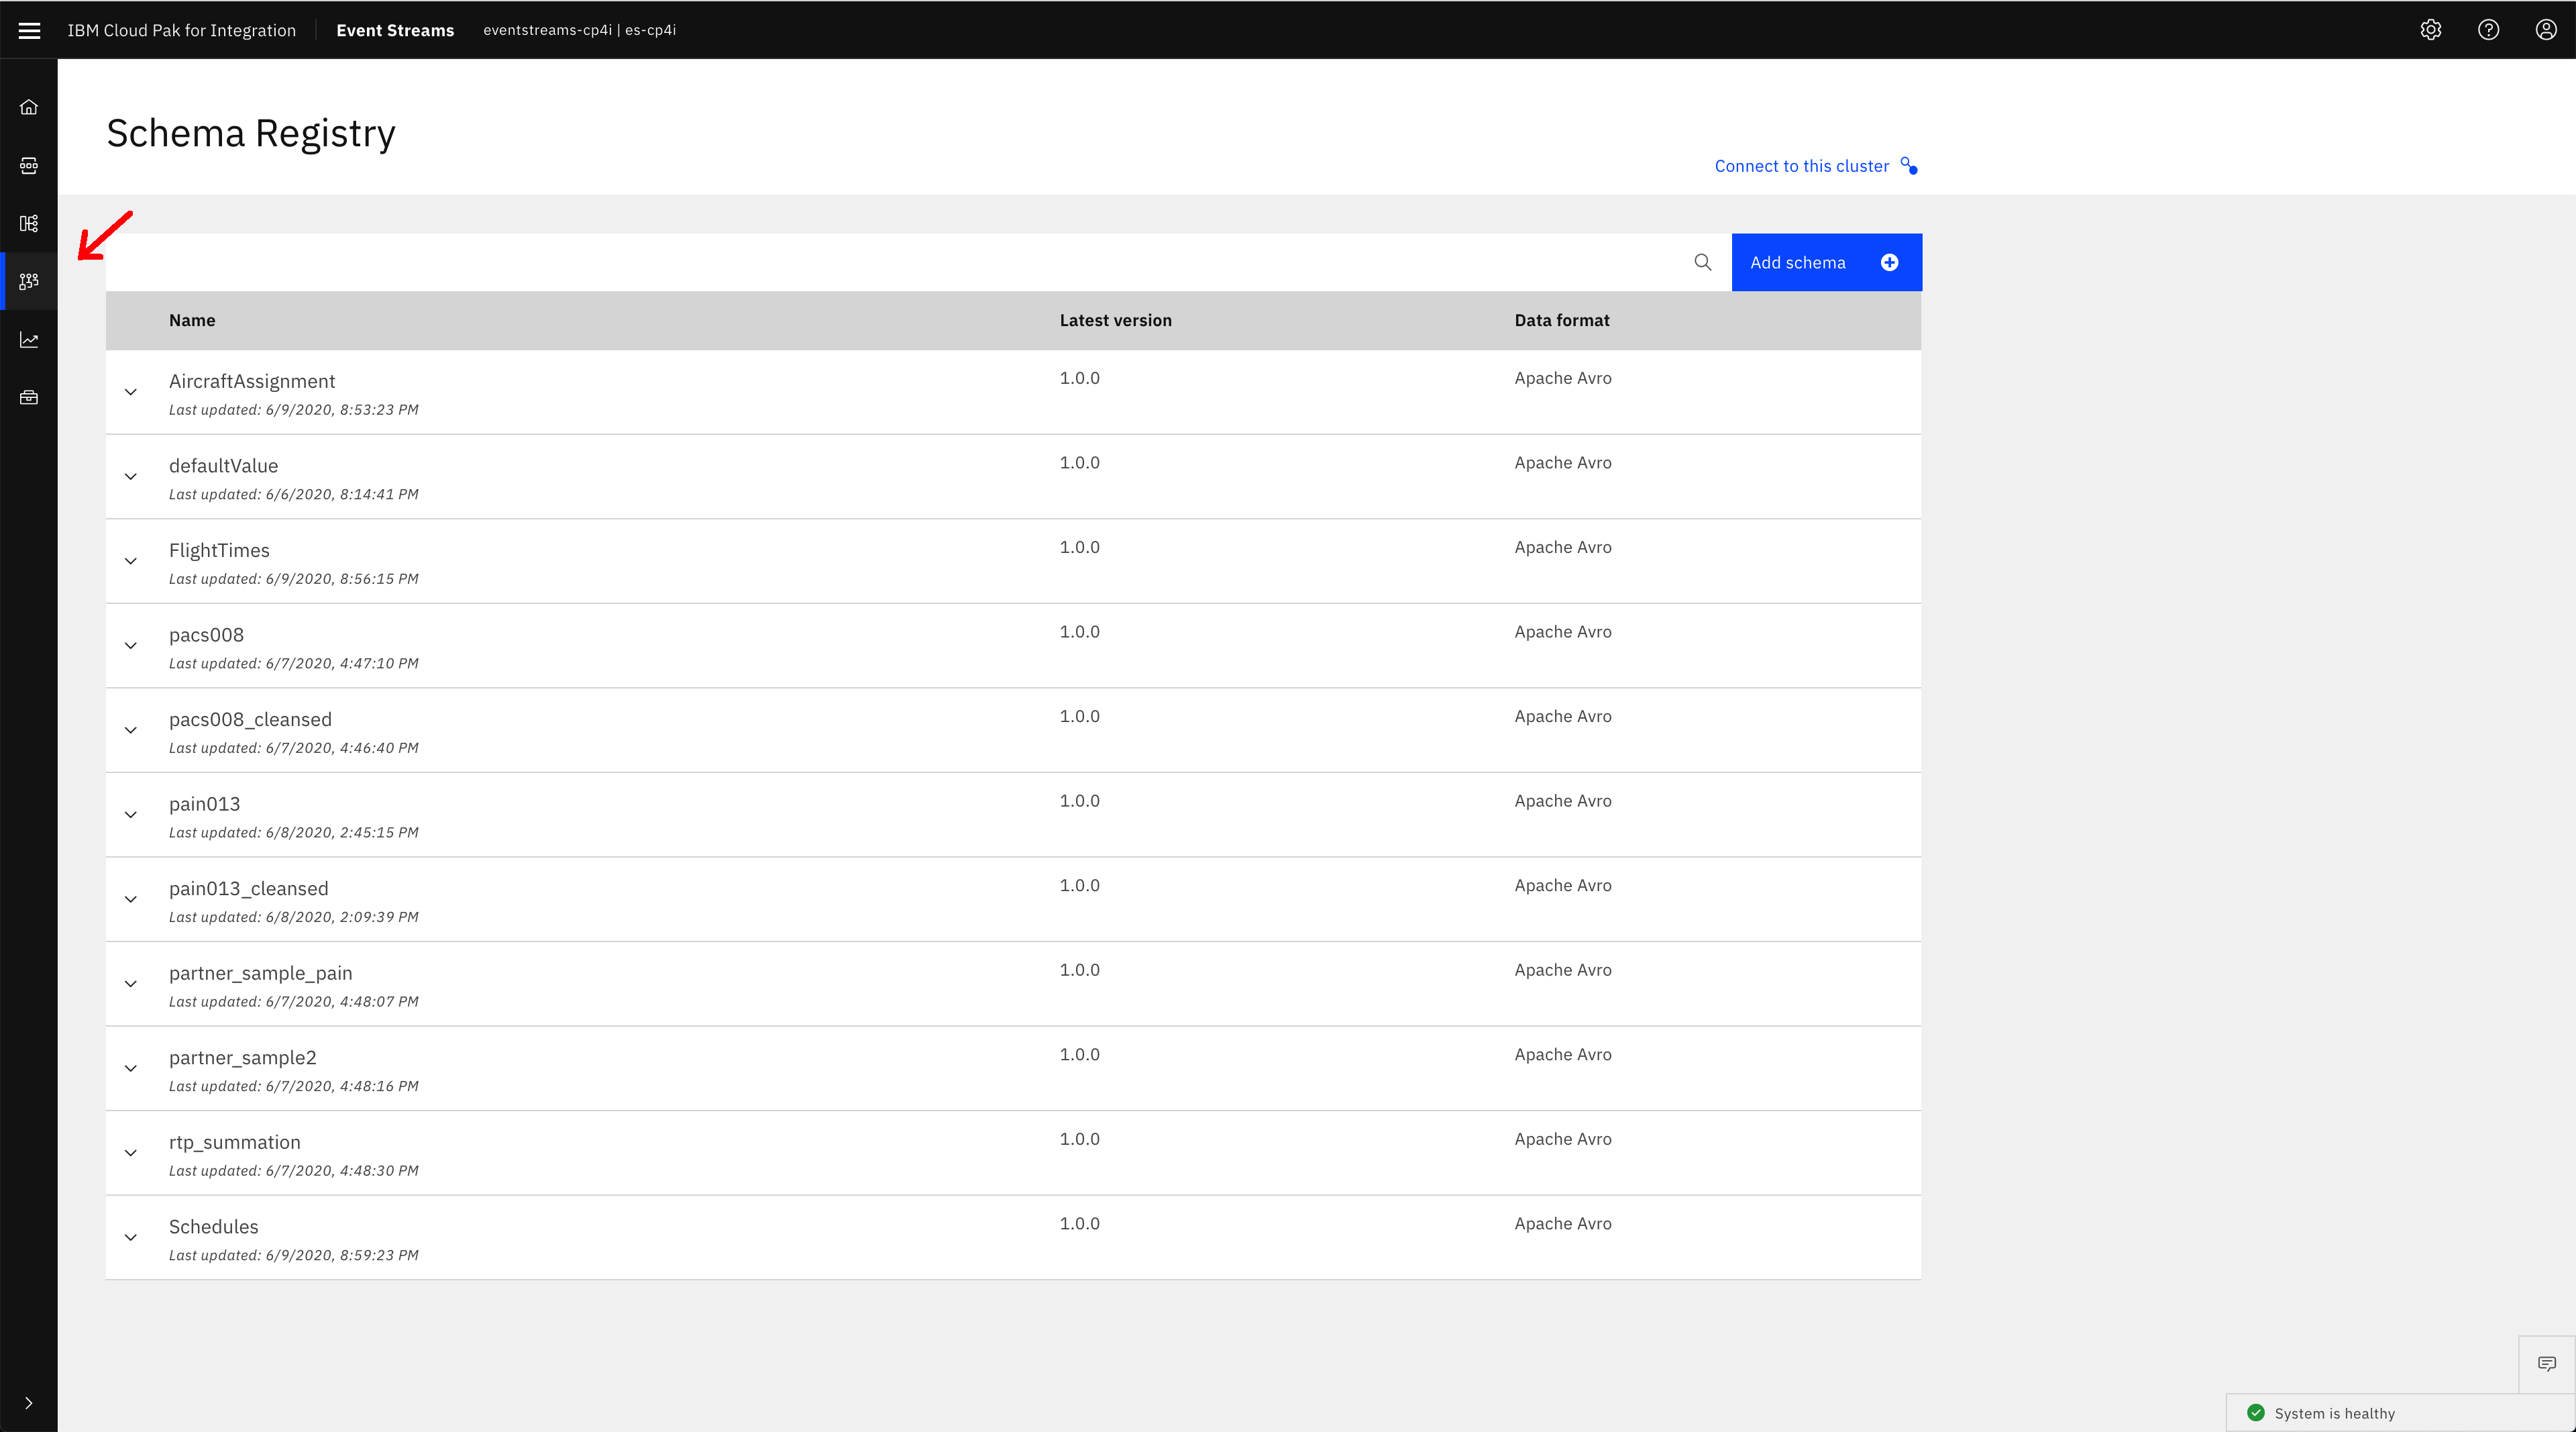 IBM Cloud Pak for Integration Event Streams eventstreams-cp4i | es-cp4i
Schema Registry
Connect to this cluster
Add schema
Name Latest version Data format
AircraftAssignment 1.0.0 Apache Avro
Last updated: 6/9/2020, 8:53:23 PM
defaultValue 1.0.0 Apache Avro
Last updated: 6/6/2020, 8:14:41 PM
FlightTimes 1.0.0 Apache Avro
Last updated: 6/9/2020, 8:56:15 PM
pacs008 1.0.0 Apache Avro
Last updated: 6/7/2020, 4:47:10 PM
pacs008_cleansed 1.0.0 Apache Avro
Last updated: 6/7/2020, 4:46:40 PM
pain013 1.0.0 Apache Avro
Last updated: 6/8/2020, 2:45:15 PM
pain013_cleansed 1.0.0 Apache Avro
Last updated: 6/8/2020, 2:09:39 PM
partner_sample_pain 1.0.0 Apache Avro
Last updated: 6/7/2020, 4:48:07 PM
partner_sample2 1.0.0 Apache Avro
Last updated: 6/7/2020, 4:48:16 PM
rtp_summation 1.0.0 Apache Avro
Last updated: 6/7/2020, 4:48:30 PM
Schedules 1.0.0 Apache Avro
Last updated: 6/9/2020, 8:59:23 PM
System is healthy